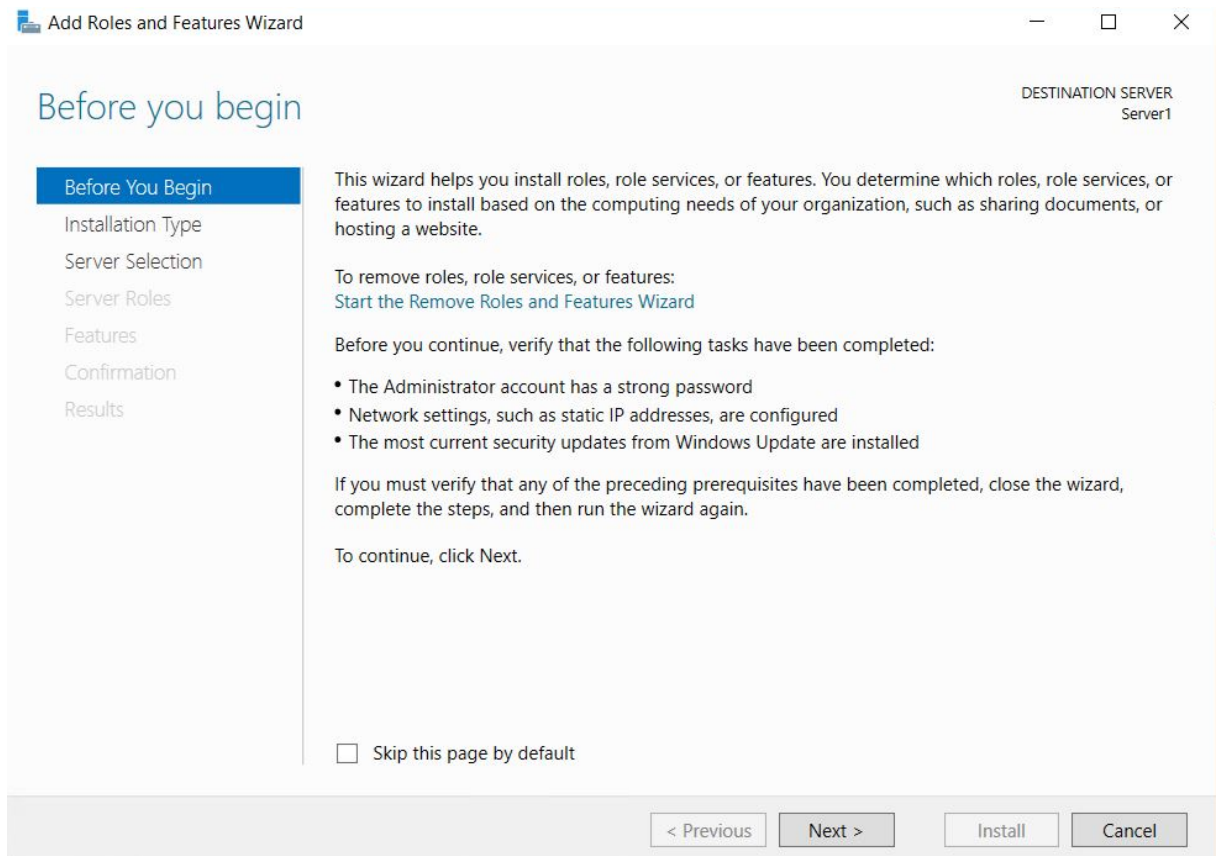 Add Roles and Features Wizard
Before you begin
DESTINATION SERVER
Server1
Before You Begin
Installation Type
Server Selection
Server Roles
Features
Confirmation
Results
This wizard helps you install roles, role services, or features. You determine which roles, role services, or
features to install based on the computing needs of your organization, such as sharing documents, or
hosting a website.
To remove roles, role services, or features:
Start the Remove Roles and Features Wizard
Before you continue, verify that the following tasks have been completed:
• The Administrator account has a strong password
• Network settings, such as static IP addresses, are configured
• The most current security updates from Windows Update are installed
If you must verify that any of the preceding prerequisites have been completed, close the wizard,
complete the steps, and then run the wizard again.
To continue, click Next.
Skip this page by default
< Previous Next > Install Cancel